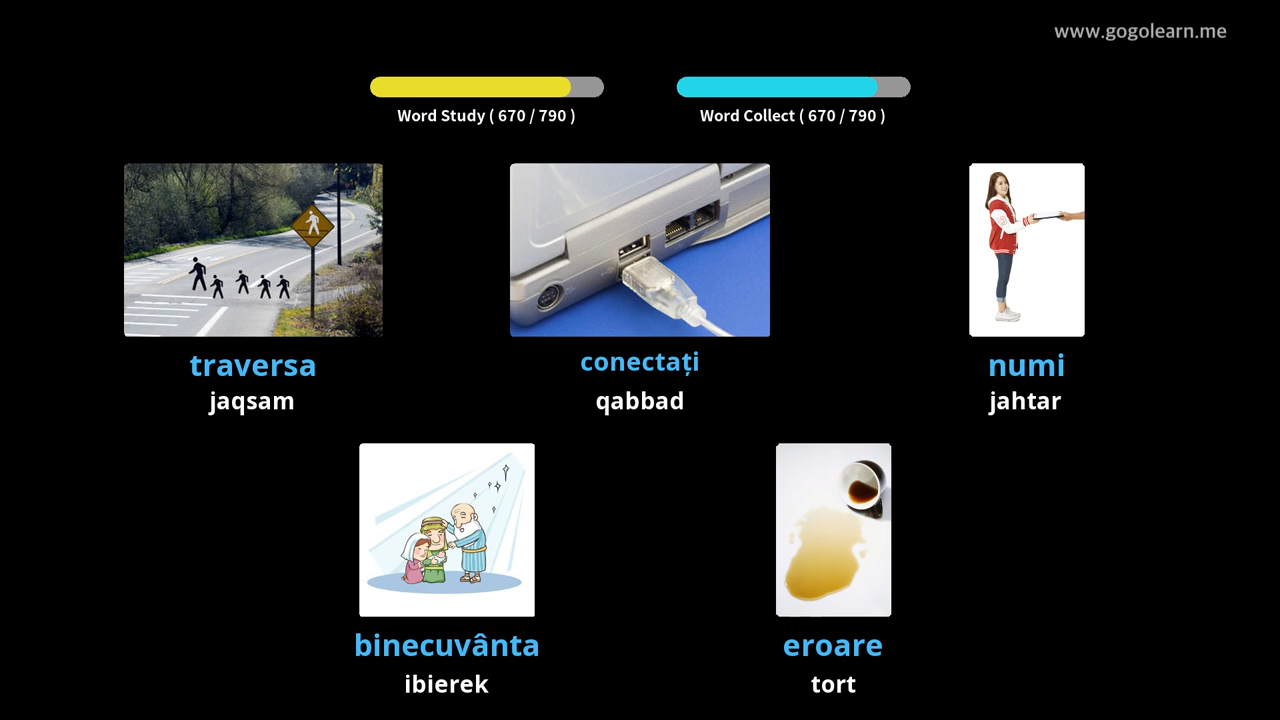 www.gogolearn.me
Word Study ( 670 / 790 )
Word Collect ( 670 / 790 )
traversa
jaqsam
conectați
qabbad
numi
jahtar
binecuvânta
ibierek
eroare
tort